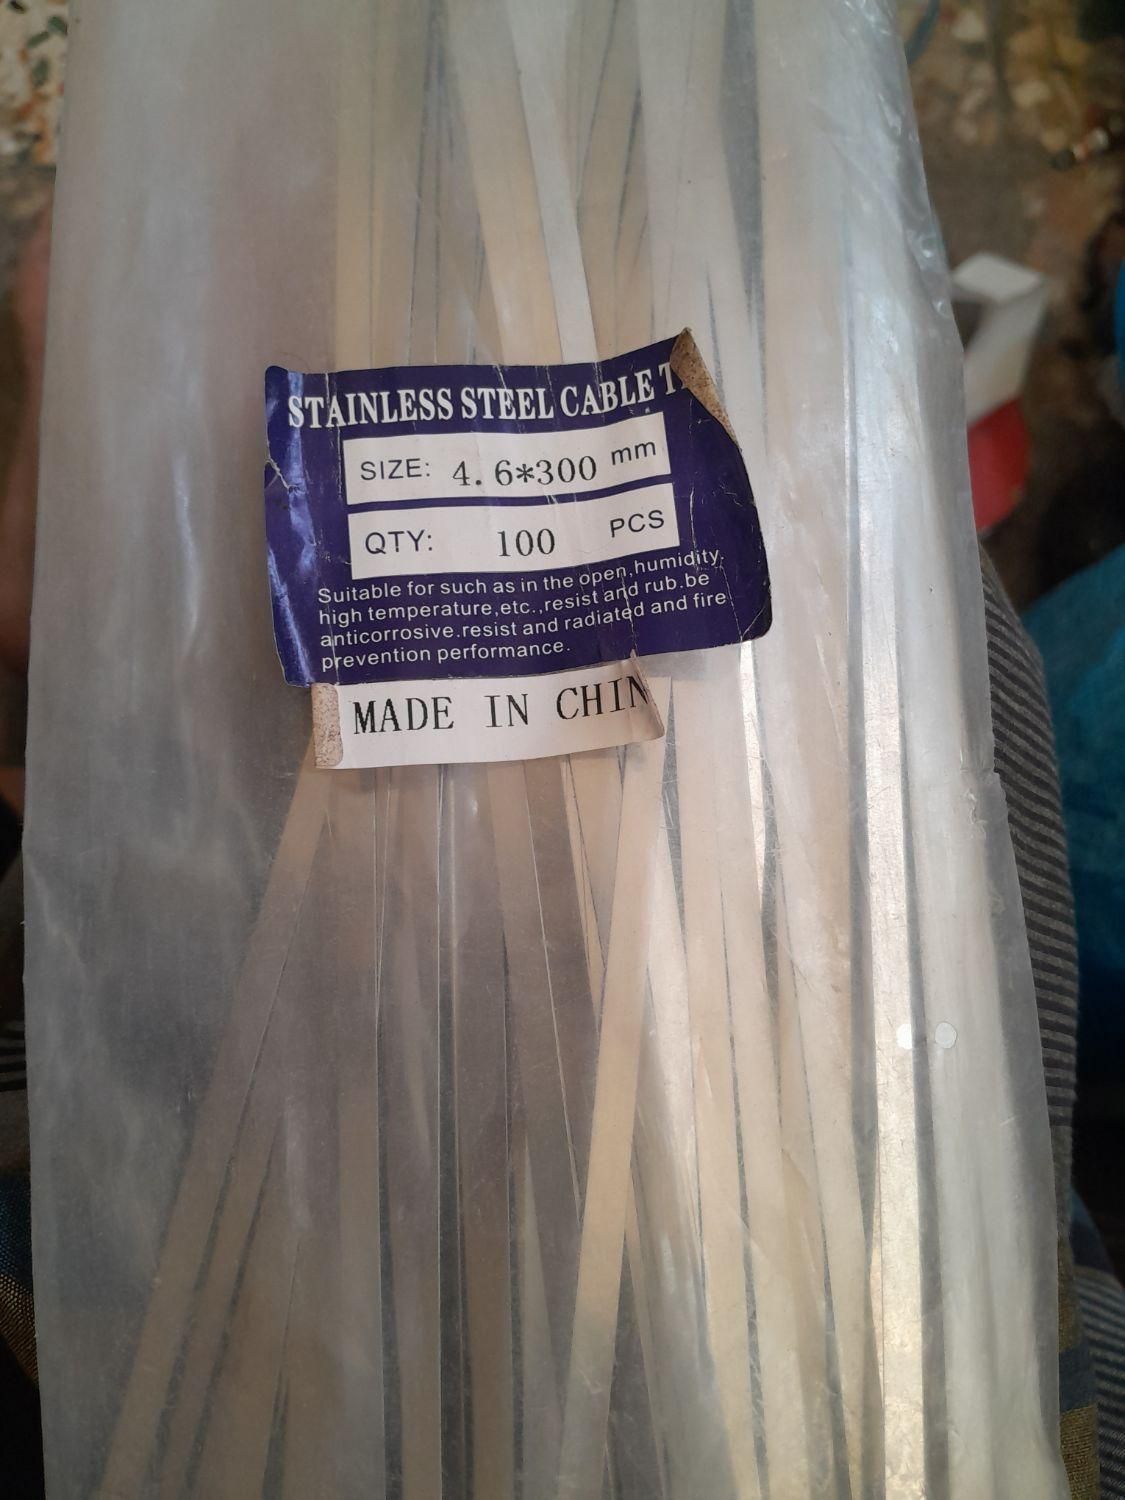 STAINLESS STEEL CABLE T
SIZE: 4.6*300 mm
QTY: 100 PCS
Suitable for such as in the open,humidity.
high temperature,etc.,resist and rub.be
anticorrosive.resist and radiated and fire
prevention performance.
MADE IN CHIN